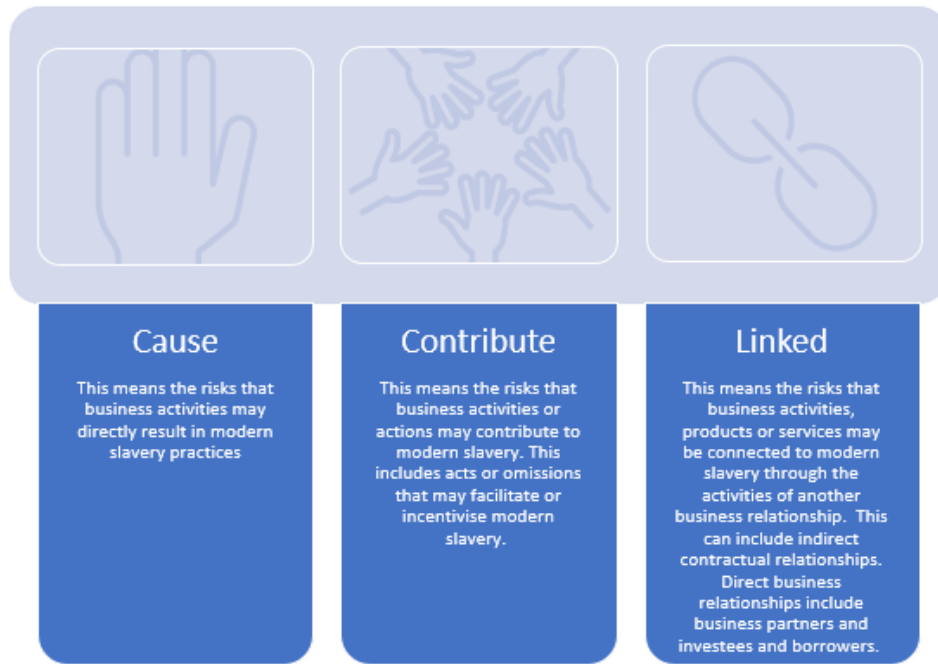 Cause
This means the risks that
business activities may
directly result in modern
slavery practices
Contribute
This means the risks that
business activities or
actions may contribute to
modern slavery. This
includes acts or omissions
that may facilitate or
incentivise modern
slavery.
Linked
This means the risks that
business activities,
products or services may
be connected to modern
slavery through the
activities of another
business relationship.  This
can include indirect
contractual relationships.
Direct business
relationships include
business partners and
investees and borrowers.